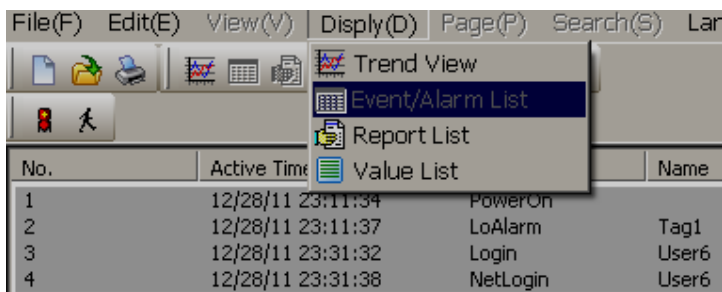 File(F) Edit(E) View(V) Disply(D) Page(P) Search(S) Lan
Trend View
Event/Alarm List
Report List
Value List
No. Active Time Name
1 12/28/11 23:11:34 PowerOn
2 12/28/11 23:11:37 LoAlarm Tag1
3 12/28/11 23:31:32 Login User6
4 12/28/11 23:31:38 NetLogin User6